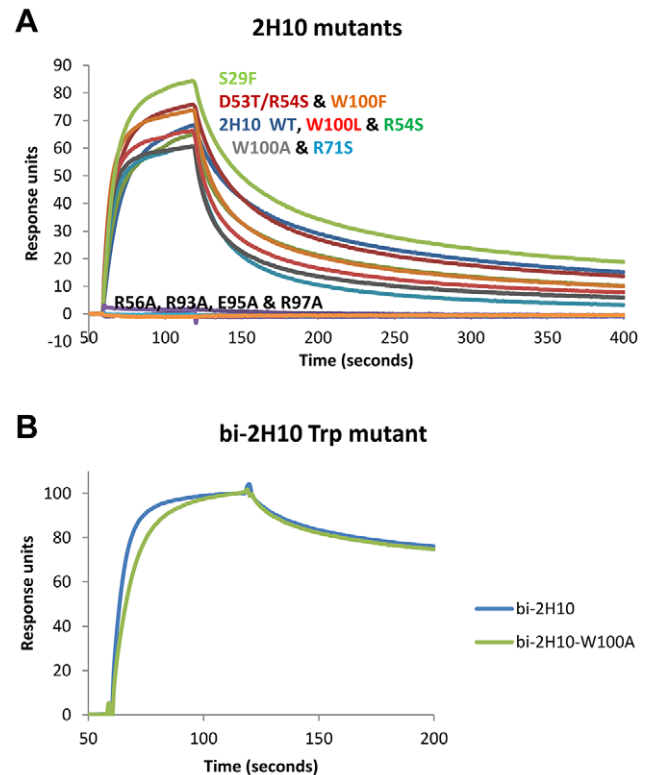 A
2H10 mutants
90
80
70
60
50
40
30
20
10
0
-10
Response units
S29F
D53T/R54S & W100F
2H10 WT, W100L & R54S
W100A & R71S
R56A, R93A, E95A & R97A
50
100
150
200
250
300
350
400
Time (seconds)
B
bi-2H10 Trp mutant
100
80
60
40
20
0
Response units
bi-2H10
bi-2H10-W100A
50
100
150
200
Time (seconds)